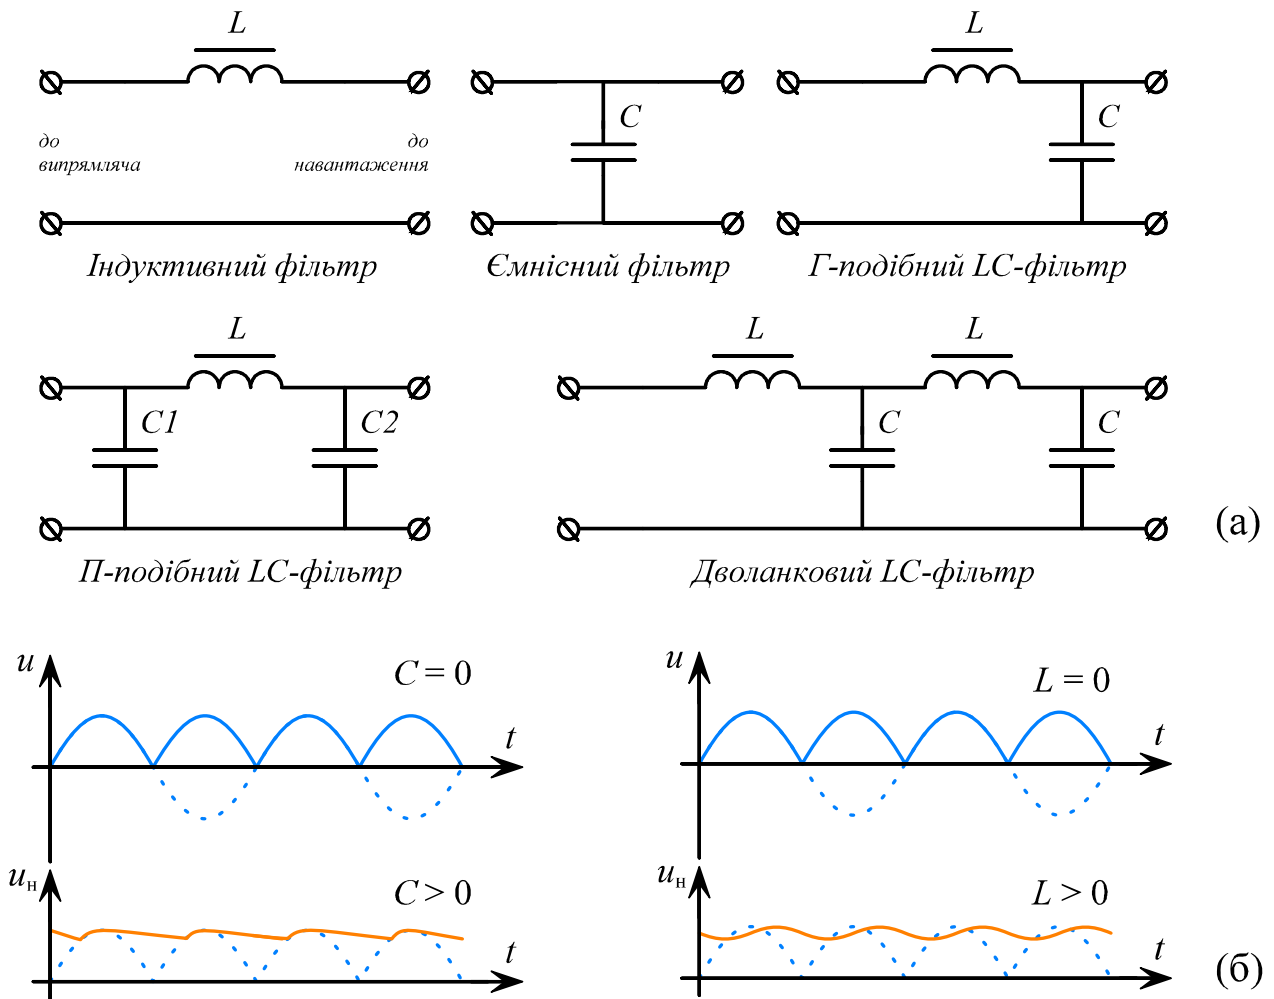 L
L
C
C
до
випрямляча
до
навантаження
Індуктивний фільтр
Ємнісний фільтр
Г-подібний LC-фільтр
L
L
L
C1
C2
C
C
(а)
П-подібний LC-фільтр
Дволанковий LC-фільтр
u
C = 0
t
u
L = 0
t
uн
C > 0
t
uн
L > 0
t
(б)